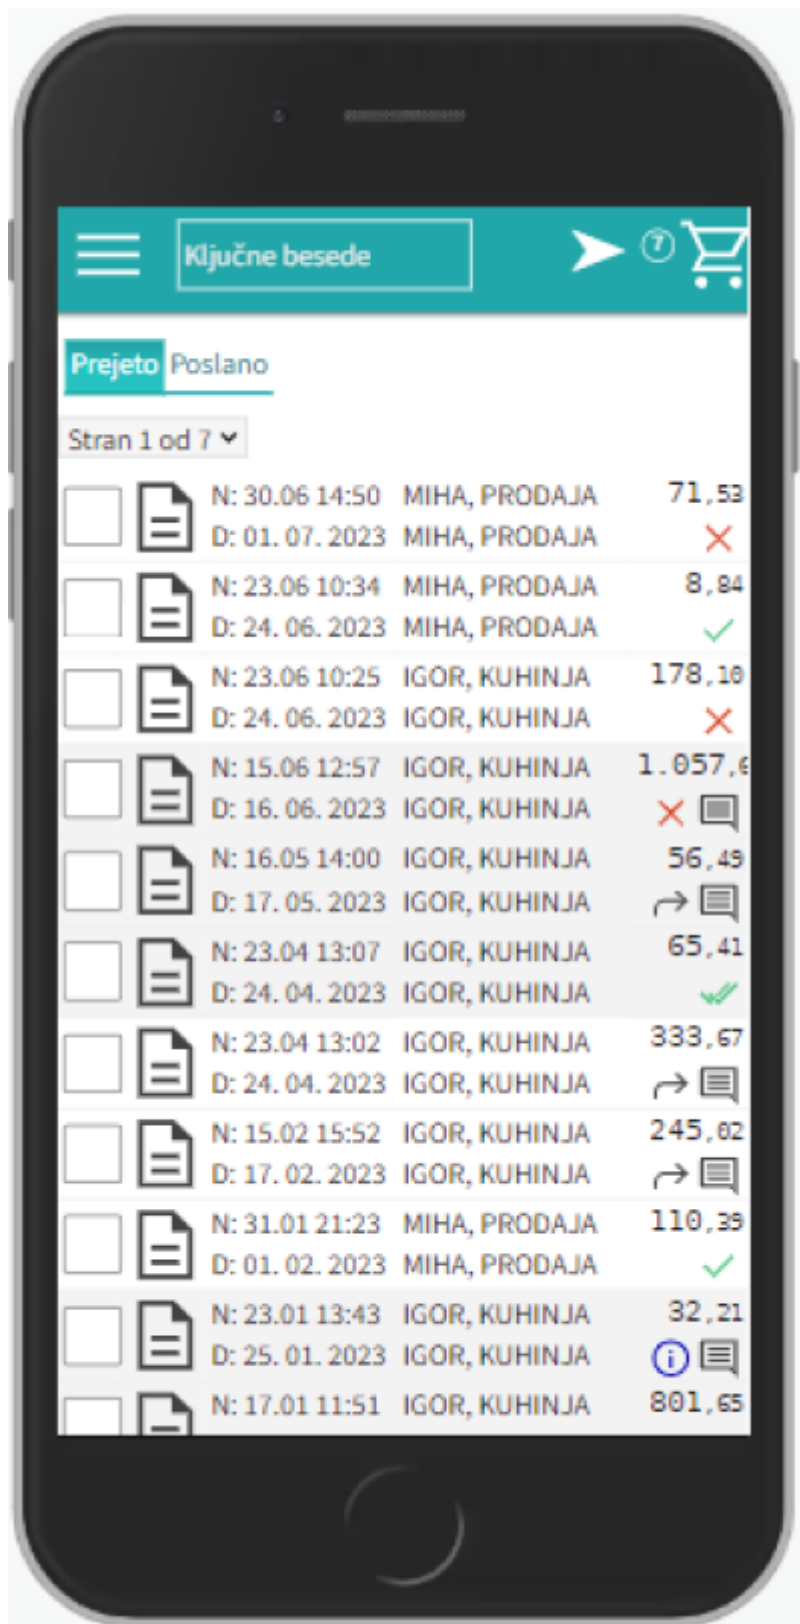 Ključne besede
7
Prejeto Poslano
Stran 1 od 7
N: 30.06 14:50 MIHA, PRODAJA 71,53
D: 01. 07. 2023 MIHA, PRODAJA
N: 23.06 10:34 MIHA, PRODAJA 8,84
D: 24. 06. 2023 MIHA, PRODAJA
N: 23.06 10:25 IGOR, KUHINJA 178,10
D: 24. 06. 2023 IGOR, KUHINJA
N: 15.06 12:57 IGOR, KUHINJA
D: 16. 06. 2023 IGOR, KUHINJA
N: 16.05 14:00 IGOR, KUHINJA 56,49
D: 17. 05. 2023 IGOR, KUHINJA
N: 23.04 13:07 IGOR, KUHINJA 65,41
D: 24. 04. 2023 IGOR, KUHINJA
N: 23.04 13:02 IGOR, KUHINJA 333,67
D: 24. 04. 2023 IGOR, KUHINJA
N: 15.02 15:52 IGOR, KUHINJA 245,02
D: 17. 02. 2023 IGOR, KUHINJA
N: 31.01 21:23 MIHA, PRODAJA 110,39
D: 01. 02. 2023 MIHA, PRODAJA
N: 23.01 13:43 IGOR, KUHINJA 32,21
D: 25. 01. 2023 IGOR, KUHINJA
N: 17.01 11:51 IGOR, KUHINJA 801,65